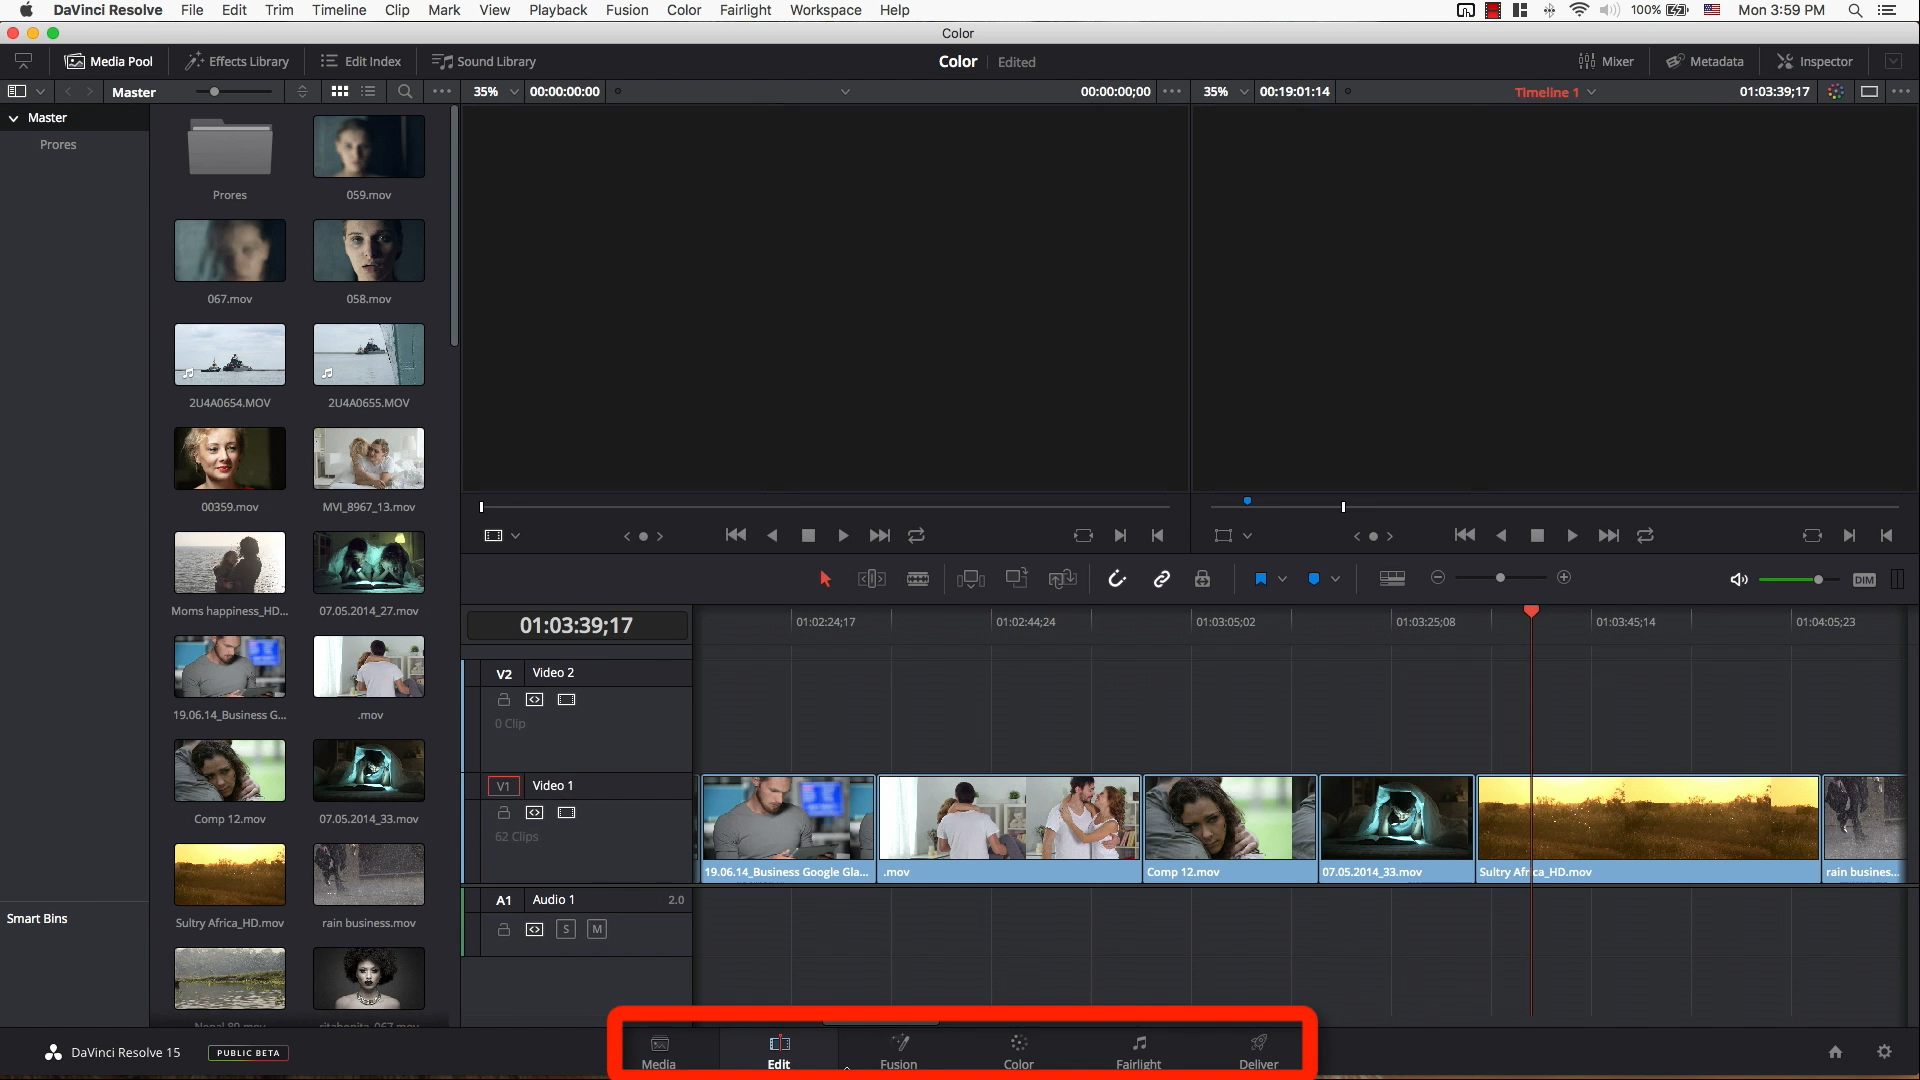 DaVinci Resolve File Edit Trim Timeline Clip Mark View Playback Fusion Color Fairlight Workspace Help 100% Mon 3:59 PM
Color
Media Pool Effects Library Edit Index Sound Library Color Edited Mixer Metadata Inspector
Master 35% 00:00:00:00 00:00:00;00 35% 00:19:01:14 Timeline 1 01:03:39;17
Master
Prores
Prores 059.mov
067.mov 058.mov
2U4A0654.MOV 2U4A0655.MOV
00359.mov MVI_8967_13.mov
Moms happiness_HD... 07.05.2014_27.mov
19.06.14_Business G... .mov
Comp 12.mov 07.05.2014_33.mov
Sultry Africa_HD.mov rain business.mov
Smart Bins
DIM
01:03:39;17
01:02:24;17 01:02:44;24 01:03:05;02 01:03:25;08 01:03:45;14 01:04:05;23
V2 Video 2
0 Clip
V1 Video 1
62 Clips
19.06.14_Business Google Gla... .mov Comp 12.mov 07.05.2014_33.mov Sultry Africa_HD.mov rain busines...
A1 Audio 1 2.0
S M
DaVinci Resolve 15 PUBLIC BETA
Media Edit Fusion Color Fairlight Deliver